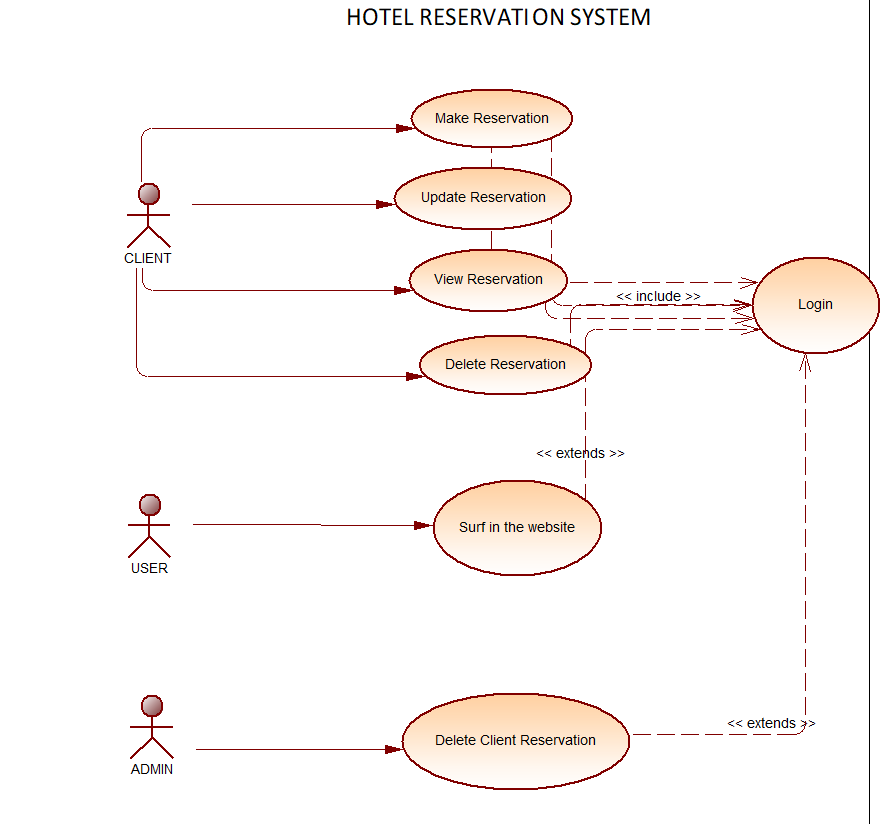 HOTEL RESERVATION SYSTEM
Make Reservation
Update Reservation
CLIENT
View Reservation
<< include >>
Login
Delete Reservation
<< extends >>
Surf in the website
USER
<< extends >>
Delete Client Reservation
ADMIN